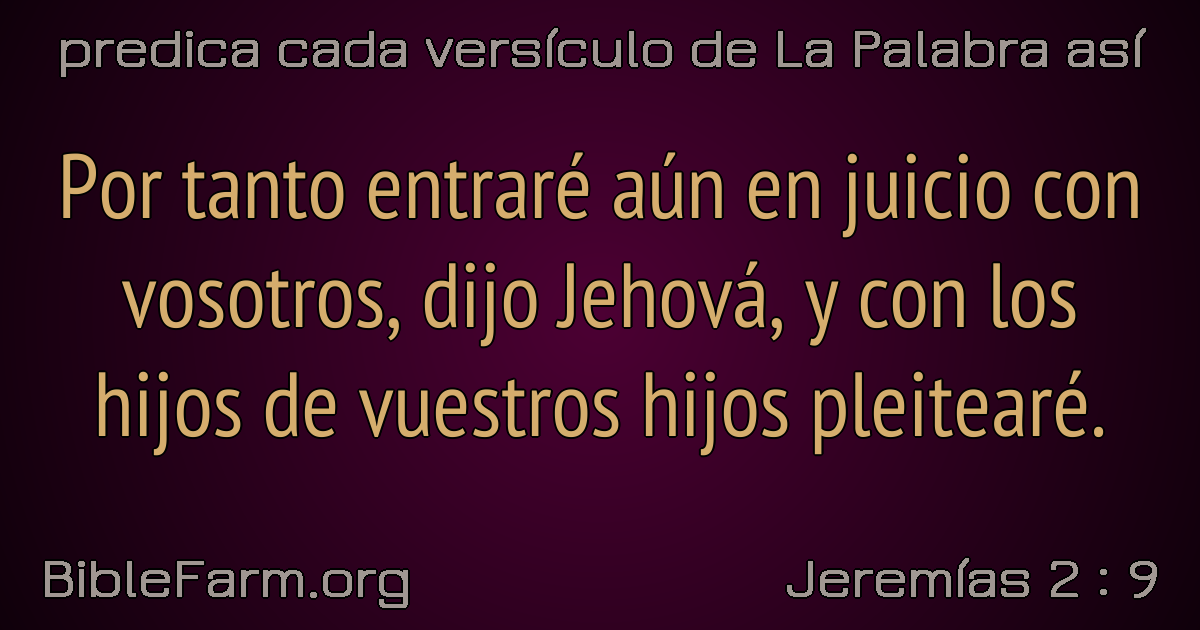 predica cada versículo de La Palabra así
Por tanto entraré aún en juicio con
vosotros, dijo Jehová, y con los
hijos de vuestros hijos pleitearé.
BibleFarm.org
Jeremías 2 : 9